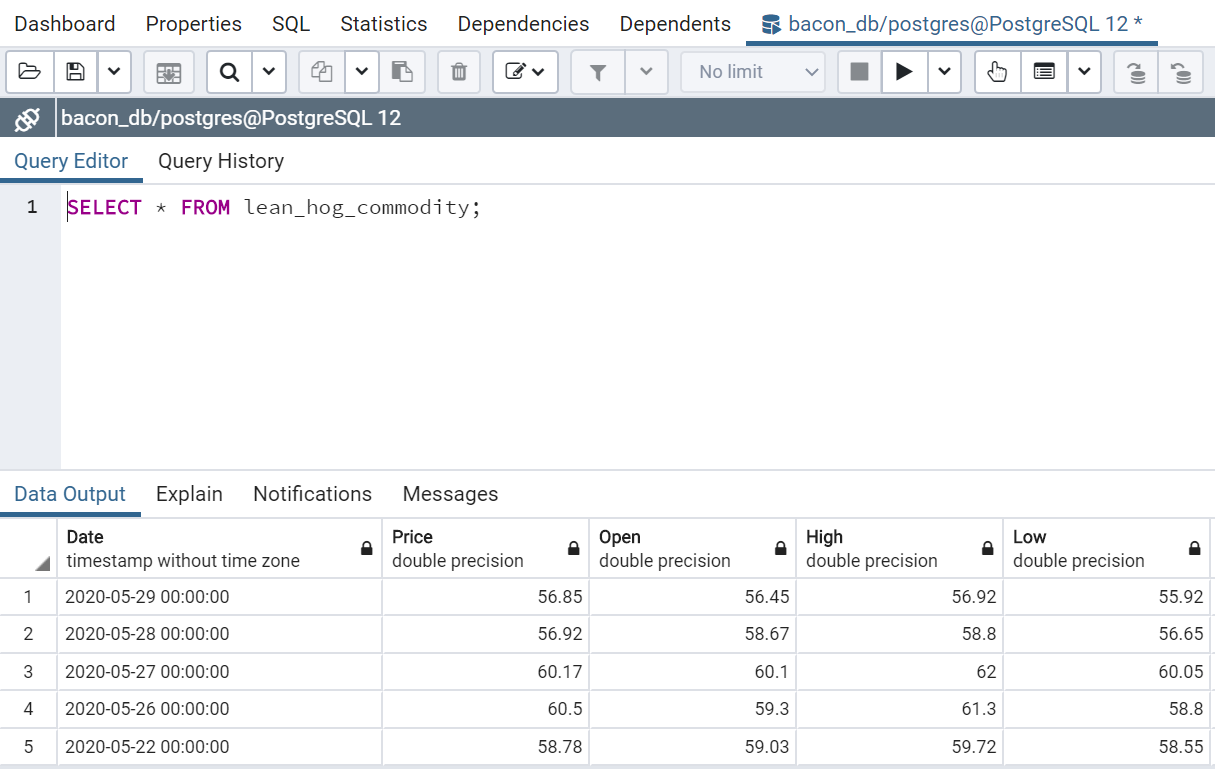 Dashboard Properties SQL Statistics Dependencies Dependents bacon_db/postgres@PostgreSQL 12 *
No limit
bacon_db/postgres@PostgreSQL 12
Query Editor Query History
1 SELECT * FROM lean_hog_commodity;
Data Output Explain Notifications Messages
Date Price Open High Low
timestamp without time zone double precision double precision double precision double precision
1 2020-05-29 00:00:00 56.85 56.45 56.92 55.92
2 2020-05-28 00:00:00 56.92 58.67 58.8 56.65
3 2020-05-27 00:00:00 60.17 60.1 62 60.05
4 2020-05-26 00:00:00 60.5 59.3 61.3 58.8
5 2020-05-22 00:00:00 58.78 59.03 59.72 58.55